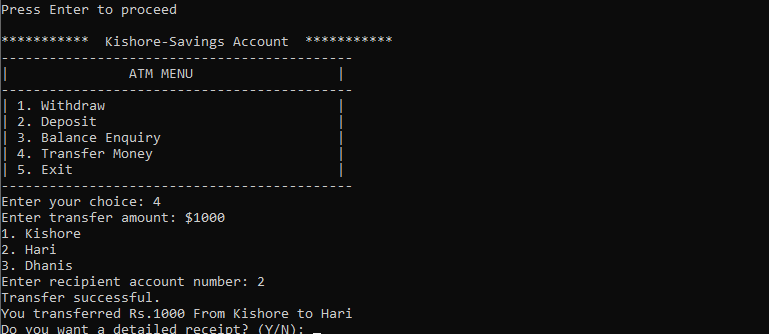 Press Enter to proceed
*********** Kishore-Savings Account ***********
--------------------------------------------
| ATM MENU |
--------------------------------------------
| 1. Withdraw |
| 2. Deposit |
| 3. Balance Enquiry |
| 4. Transfer Money |
| 5. Exit |
--------------------------------------------
Enter your choice: 4
Enter transfer amount: $1000
1. Kishore
2. Hari
3. Dhanis
Enter recipient account number: 2
Transfer successful.
You transferred Rs.1000 From Kishore to Hari
Do you want a detailed receipt? (Y/N): _